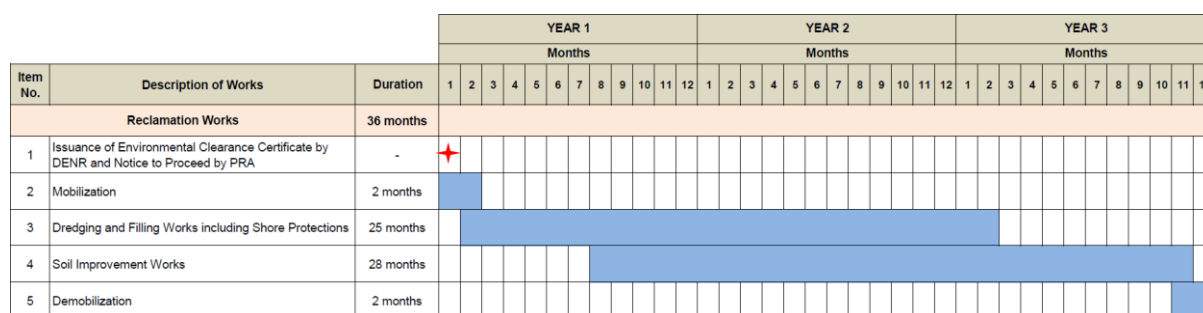 YEAR 1 YEAR 2 YEAR 3
Months Months Months
Item No. Description of Works Duration 1 2 3 4 5 6 7 8 9 10 11 12 1 2 3 4 5 6 7 8 9 10 11 12 1 2 3 4 5 6 7 8 9 10 11
Reclamation Works 36 months
1 Issuance of Environmental Clearance Certificate by
DENR and Notice to Proceed by PRA -
2 Mobilization 2 months
3 Dredging and Filling Works including Shore Protections 25 months
4 Soil Improvement Works 28 months
5 Demobilization 2 months